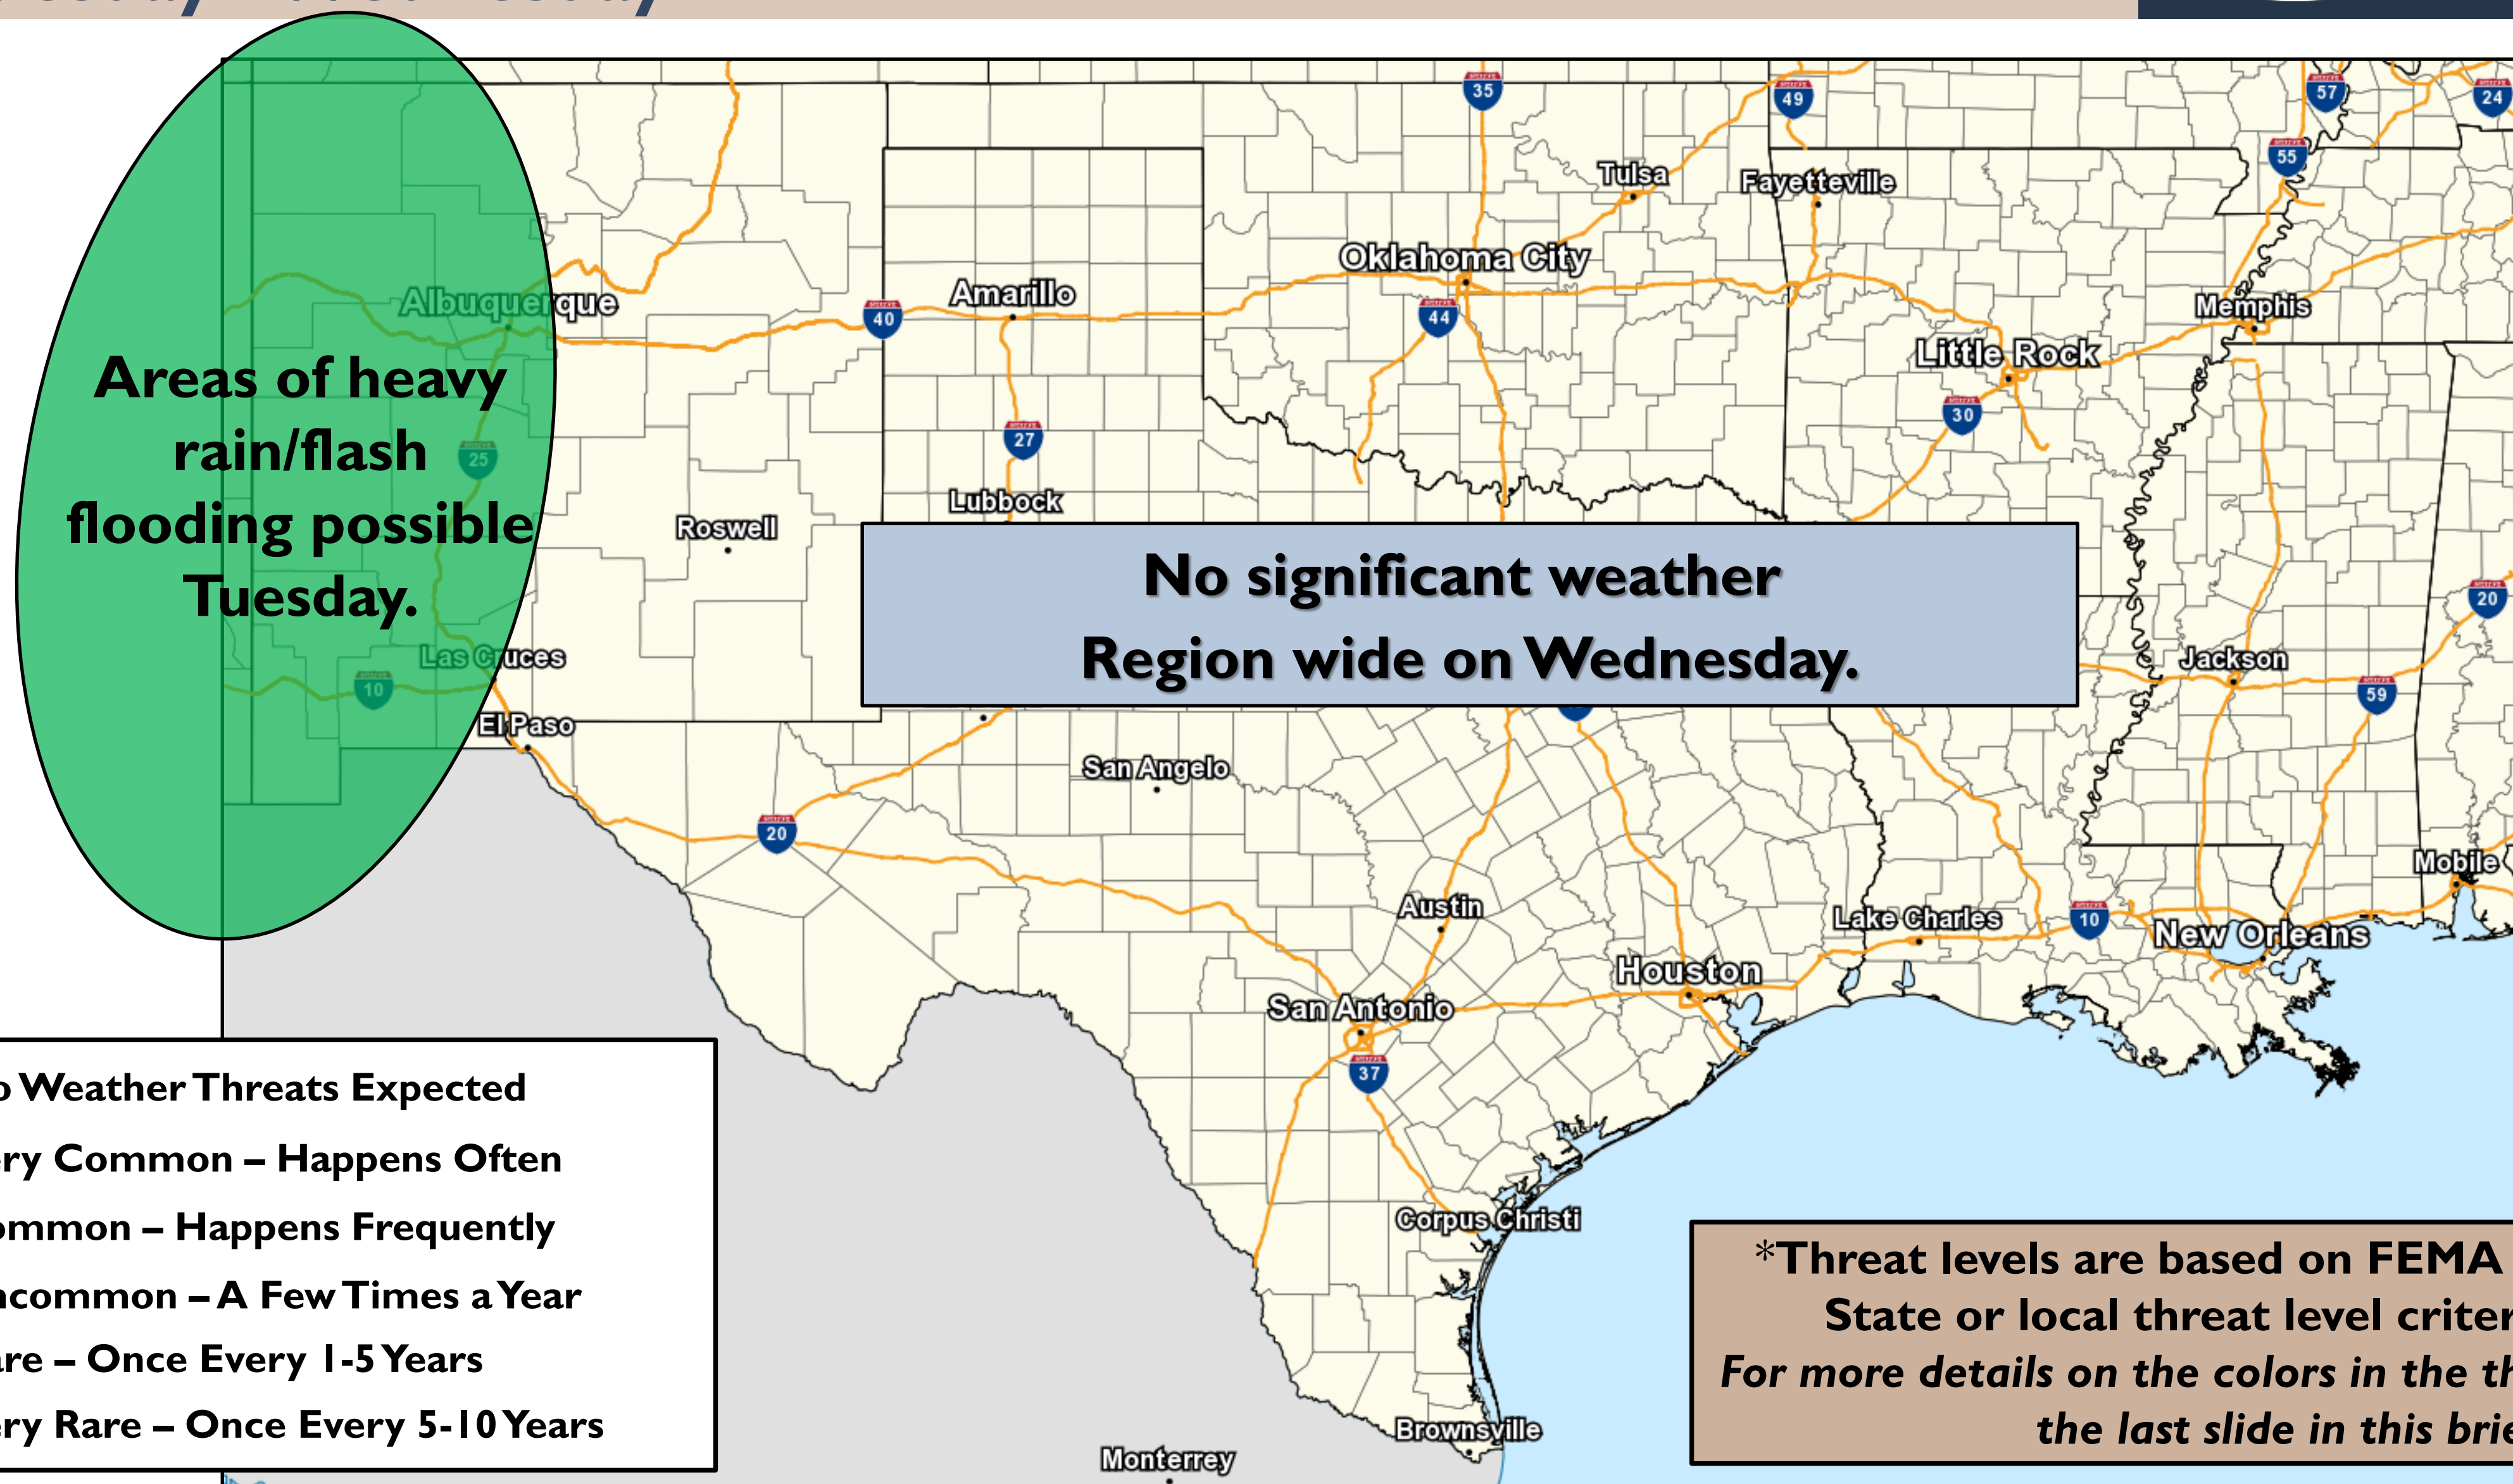 35
49
57
24
55
Tulsa
Fayetteville
Oklahoma City
Albuquerque
Amarillo
40
44
Memphis
Little Rock
30
Areas of heavy
rain/flash
flooding possible
Tuesday.
25
27
Lubbock
Roswell
No significant weather
Region wide on Wednesday.
20
Las Cruces
10
El Paso
Jackson
59
San Angelo
20
Mobile
Austin
Lake Charles
10
New Orleans
Houston
San Antonio
37
Weather Threats Expected
Common – Happens Often
– Happens Frequently
– A Few Times a Year
– Once Every 1-5 Years
Rare – Once Every 5-10 Years
Corpus Christi
*Threat levels are based on FEMA
State or local threat level
For more details on the colors in the
the last slide in this
Brownsville
Monterrey